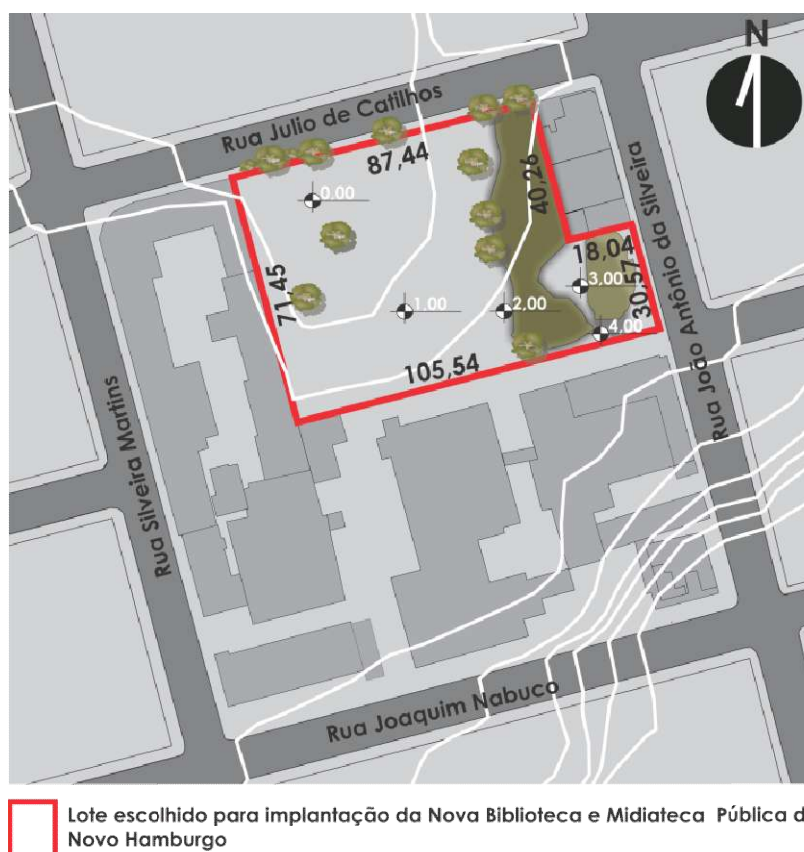 N
Rua Julio de Catilhos
87,44
0.00
40,26
18,04
3,00
30,57
71,45
1.00
2,00
4,00
105,54
Rua João Antônio da Silveira
Rua Silveira Martins
Rua Joaquim Nabuco
Lote escolhido para implantação da Nova Biblioteca e Midiateca Pública d
Novo Hamburgo